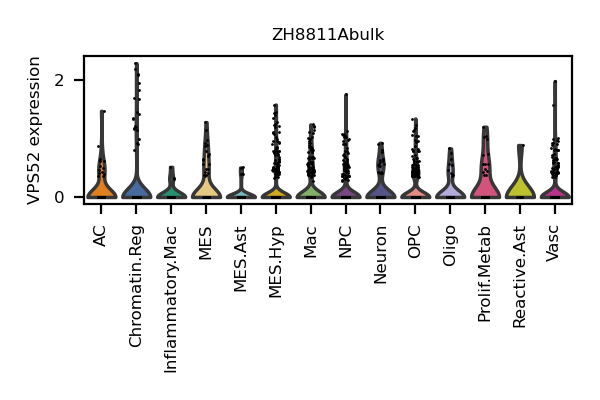 ZH8811Abulk
VPS52 expression
2
0
AC
Chromatin.Reg
Inflammatory.Mac
MES
MES.Ast
MES.Hyp
Mac
NPC
Neuron
OPC
Oligo
Prolif.Metab
Reactive.Ast
Vasc